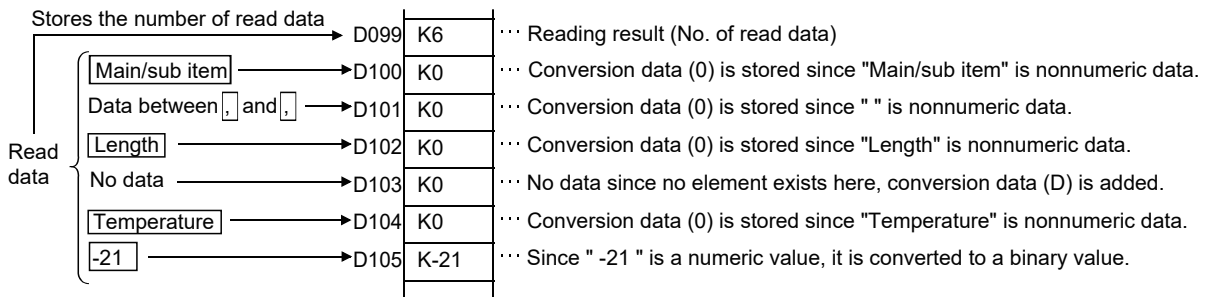 Stores the number of read data
D099 K6 ··· Reading result (No. of read data)
Main/sub item D100 K0 ··· Conversion data (0) is stored since "Main/sub item" is nonnumeric data.
Data between , and , D101 K0 ··· Conversion data (0) is stored since " " is nonnumeric data.
Length D102 K0 ··· Conversion data (0) is stored since "Length" is nonnumeric data.
Read data
No data D103 K0 ··· No data since no element exists here, conversion data (D) is added.
Temperature D104 K0 ··· Conversion data (0) is stored since "Temperature" is nonnumeric data.
-21 D105 K-21 ··· Since " -21 " is a numeric value, it is converted to a binary value.